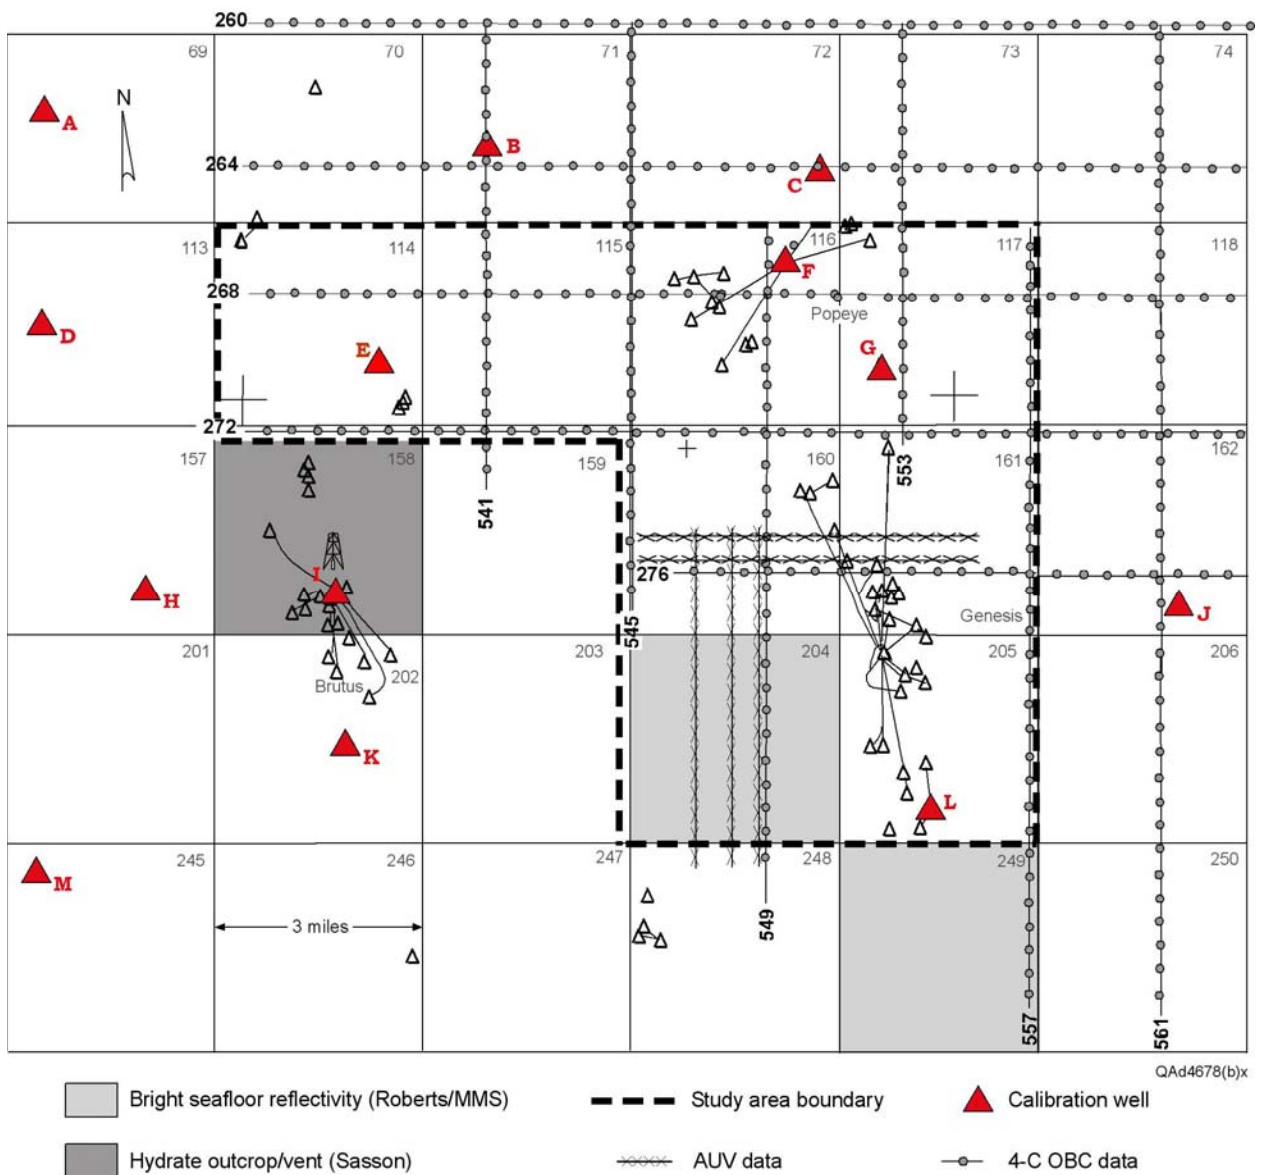 260
69
70
71
72
73
74
N
A
B
264
C
113
114
115
116
117
118
F
268
Popeye
D
E
G
272
157
158
159
160
161
162
553
541
276
I
H
Genesis
J
545
201
203
204
205
206
202
Brutus
K
L
245
246
247
248
249
250
M
3 miles
549
557
561
QAd4678(b)x
Bright seafloor reflectivity (Roberts/MMS)
Study area boundary
Calibration well
Hydrate outcrop/vent (Sasson)
AUV data
4-C OBC data